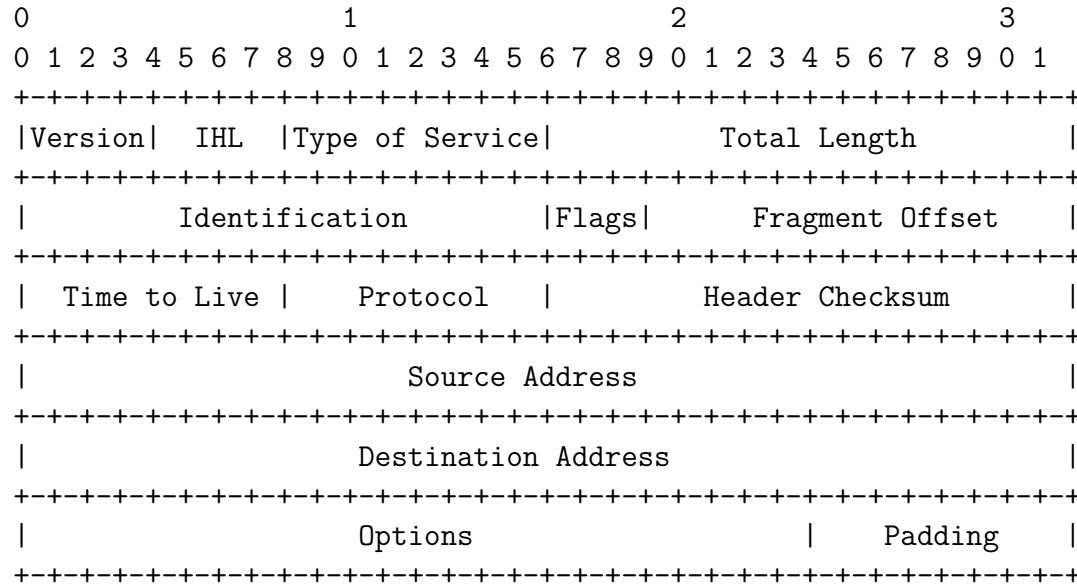 0                   1                   2                   3
0 1 2 3 4 5 6 7 8 9 0 1 2 3 4 5 6 7 8 9 0 1 2 3 4 5 6 7 8 9 0 1
+-+-+-+-+-+-+-+-+-+-+-+-+-+-+-+-+-+-+-+-+-+-+-+-+-+-+-+-+-+-+-+-+
|Version|  IHL  |Type of Service|          Total Length         |
+-+-+-+-+-+-+-+-+-+-+-+-+-+-+-+-+-+-+-+-+-+-+-+-+-+-+-+-+-+-+-+-+
|         Identification        |Flags|      Fragment Offset    |
+-+-+-+-+-+-+-+-+-+-+-+-+-+-+-+-+-+-+-+-+-+-+-+-+-+-+-+-+-+-+-+-+
|  Time to Live |    Protocol   |         Header Checksum       |
+-+-+-+-+-+-+-+-+-+-+-+-+-+-+-+-+-+-+-+-+-+-+-+-+-+-+-+-+-+-+-+-+
|                       Source Address                          |
+-+-+-+-+-+-+-+-+-+-+-+-+-+-+-+-+-+-+-+-+-+-+-+-+-+-+-+-+-+-+-+-+
|                    Destination Address                        |
+-+-+-+-+-+-+-+-+-+-+-+-+-+-+-+-+-+-+-+-+-+-+-+-+-+-+-+-+-+-+-+-+
|                    Options                    |    Padding    |
+-+-+-+-+-+-+-+-+-+-+-+-+-+-+-+-+-+-+-+-+-+-+-+-+-+-+-+-+-+-+-+-+